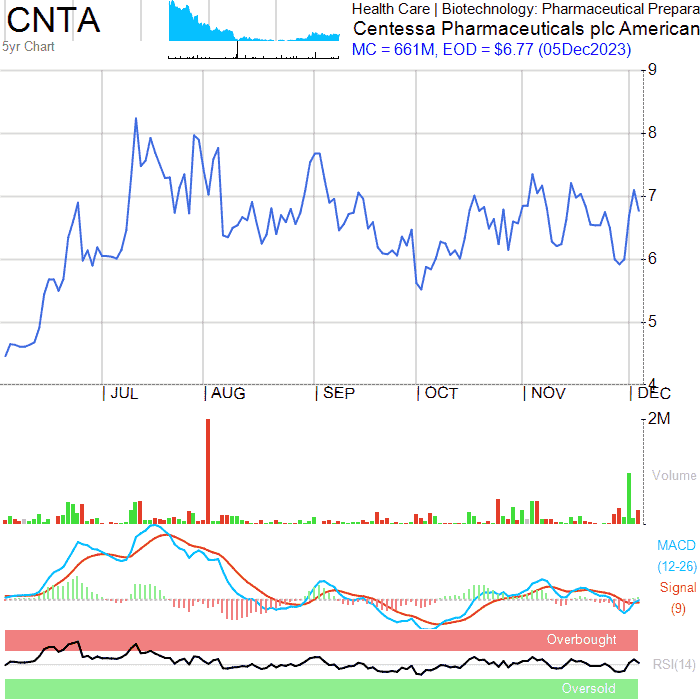 CNTA
5yr Chart
Health Care | Biotechnology: Pharmaceutical Prepara
Centessa Pharmaceuticals plc American
MC = 661M, EOD = $6.77 (05Dec2023)
9
8
7
6
5
4
| JUL | AUG | SEP | OCT | NOV | DEC
2M
Volume
MACD
(12-26)
Signal
(9)
Overbought
RSI(14)
Oversold